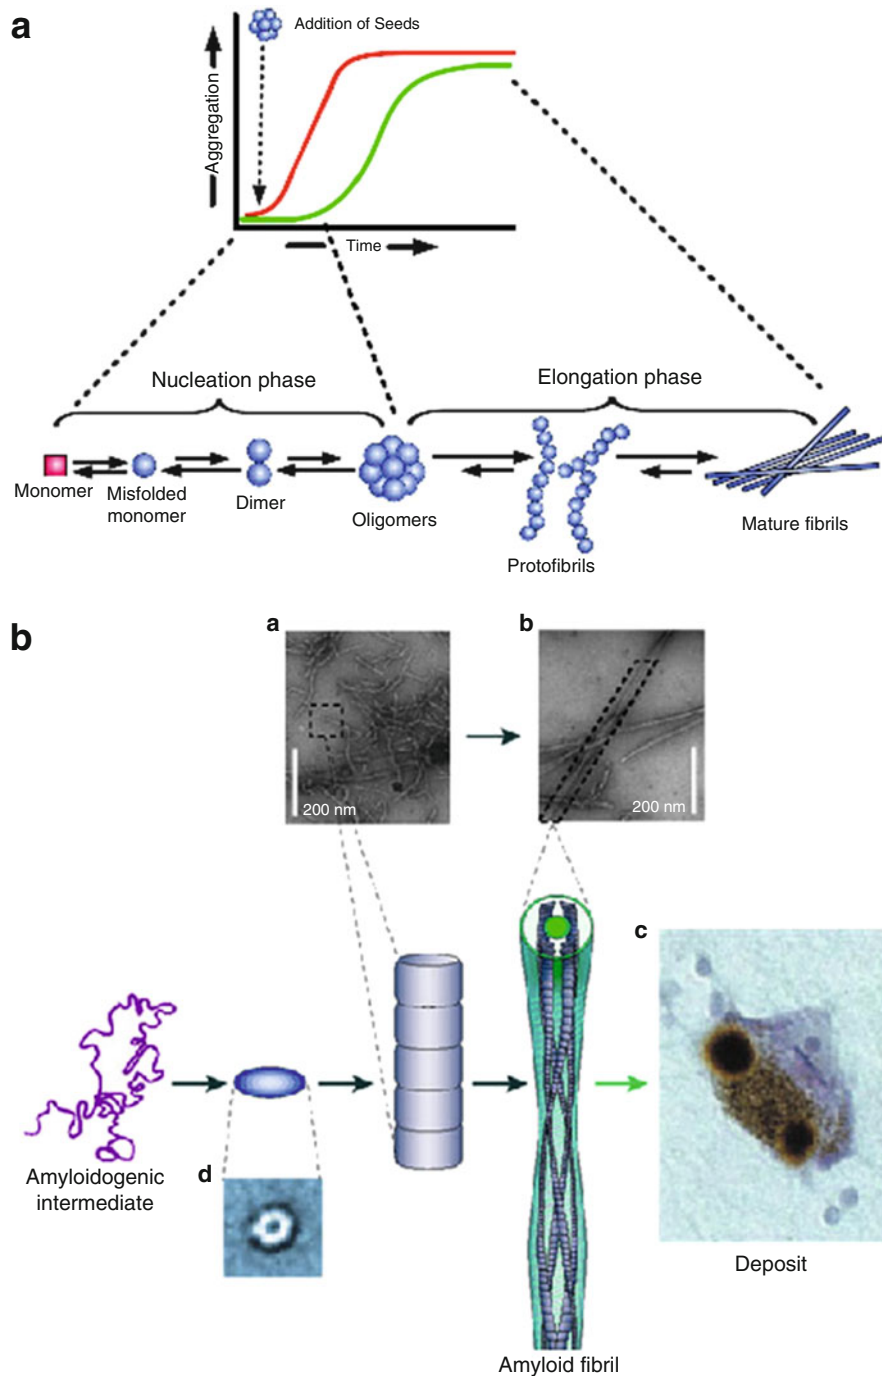 a
Addition of Seeds
Aggregation
Time
Nucleation phase
Elongation phase
Monomer
Misfolded
monomer
Dimer
Oligomers
Protofibrils
Mature fibrils
b
a
b
200 nm
200 nm
c
Amyloidogenic
intermediate
d
Deposit
Amyloid fibril